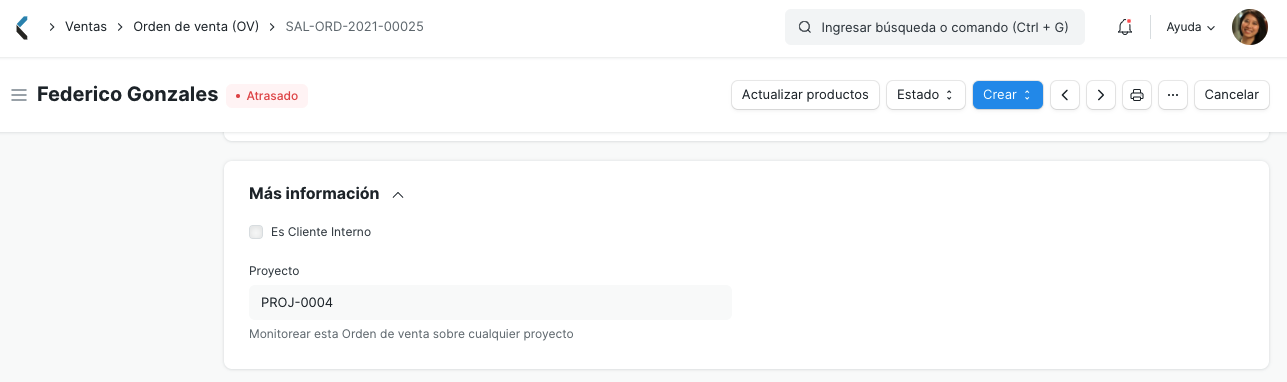 Ventas Orden de venta (OV) SAL-ORD-2021-00025 Ingresar búsqueda o comando (Ctrl + G) Ayuda
Federico Gonzales • Atrasado Actualizar productos Estado Crear ... Cancelar
Más información
Es Cliente Interno
Proyecto
PROJ-0004
Monitorear esta Orden de venta sobre cualquier proyecto